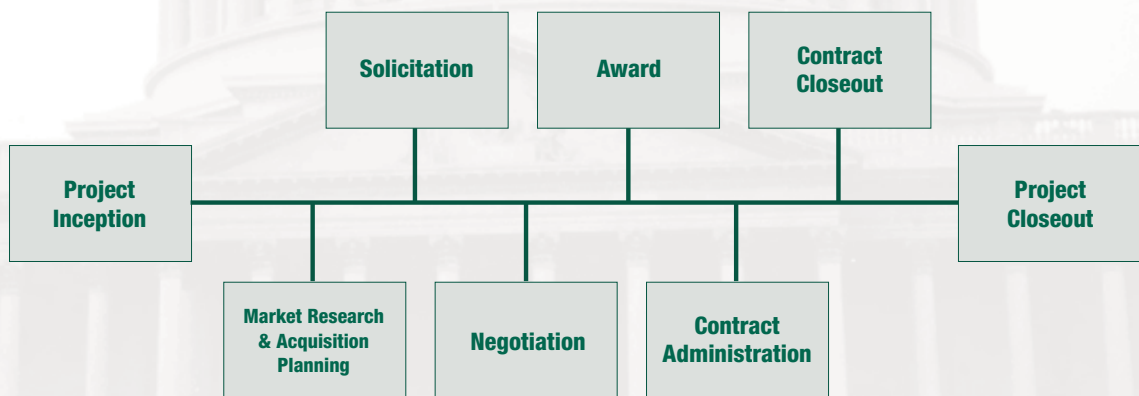 Solicitation
Award
Contract
Closeout
Project
Inception
Project
Closeout
Market Research
& Acquisition
Planning
Negotiation
Contract
Administration